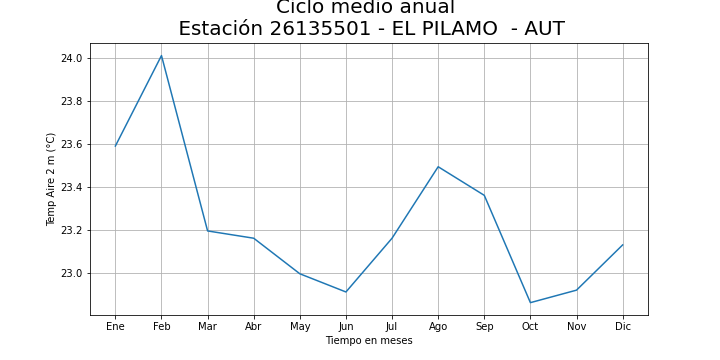 Ciclo medio anual
Estación 26135501 - EL PILAMO  - AUT
24.0
23.8
23.6
23.4
23.2
23.0
Temp Aire 2 m (°C)
Ene Feb Mar Abr May Jun Jul Ago Sep Oct Nov Dic
Tiempo en meses